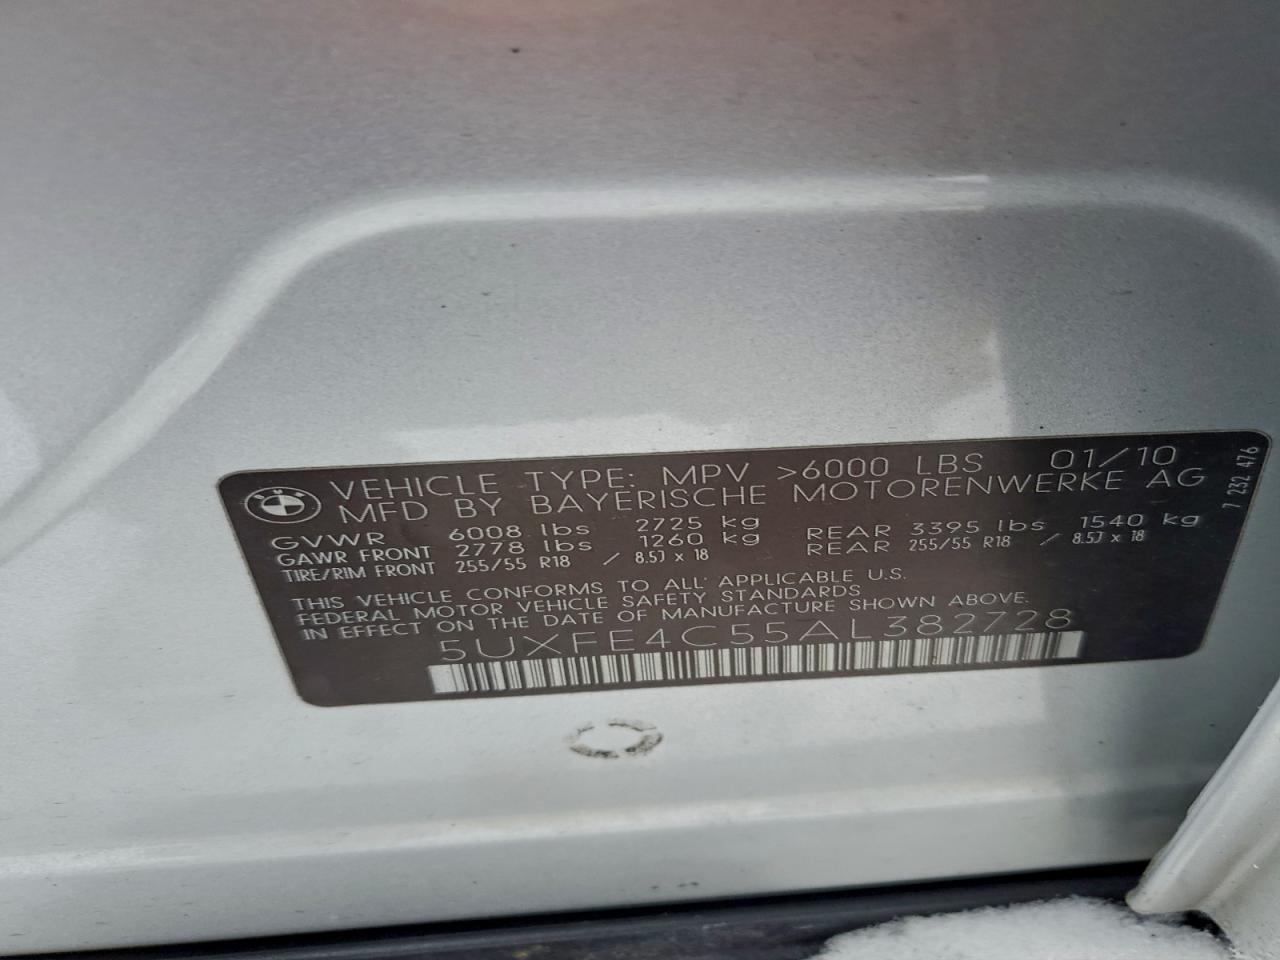 BMW
VEHICLE TYPE: MPV >6000 LBS 01/10
MFD BY BAYERISCHE MOTORENWERKE AG
GVWR 6008 lbs 2725 kg
GAWR FRONT 2778 lbs 1260 kg REAR 3395 lbs 1540 kg
TIRE/RIM FRONT 255/55 R18 / 8.5J x 18 REAR 255/55 R18 / 8.5J x 18
THIS VEHICLE CONFORMS TO ALL APPLICABLE U.S.
FEDERAL MOTOR VEHICLE SAFETY STANDARDS
IN EFFECT ON THE DATE OF MANUFACTURE SHOWN ABOVE.
5UXFE4C55AL382728
7 232 476